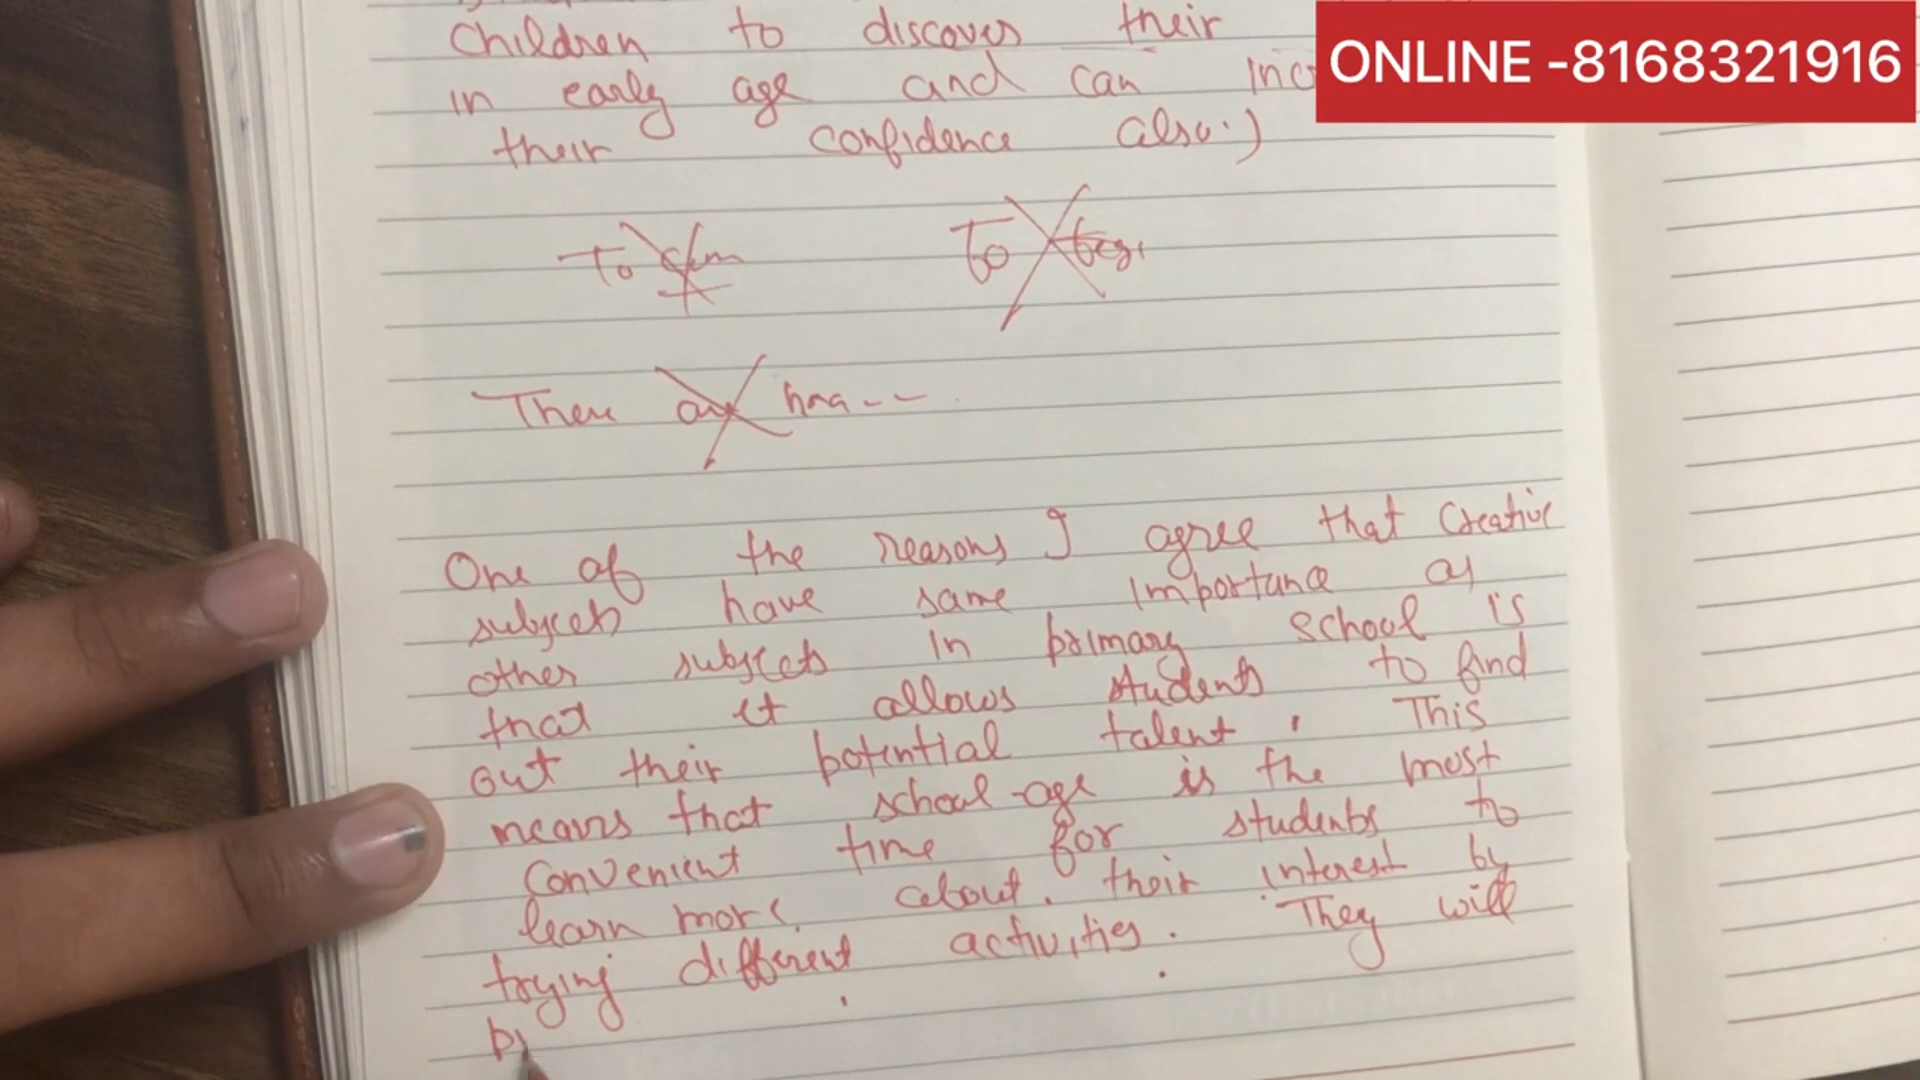 Children to discover their
ONLINE -8168321916
in early age and can inc
their confidence also.)
To
To
There are
One of the reasons I agree that creative
subjects have same importance as
other subjects in primary school is
that it allows students to find
out their potential talent. This
means that school age is the most
convenient time for students to
learn more about their interest by
trying different activities. They will